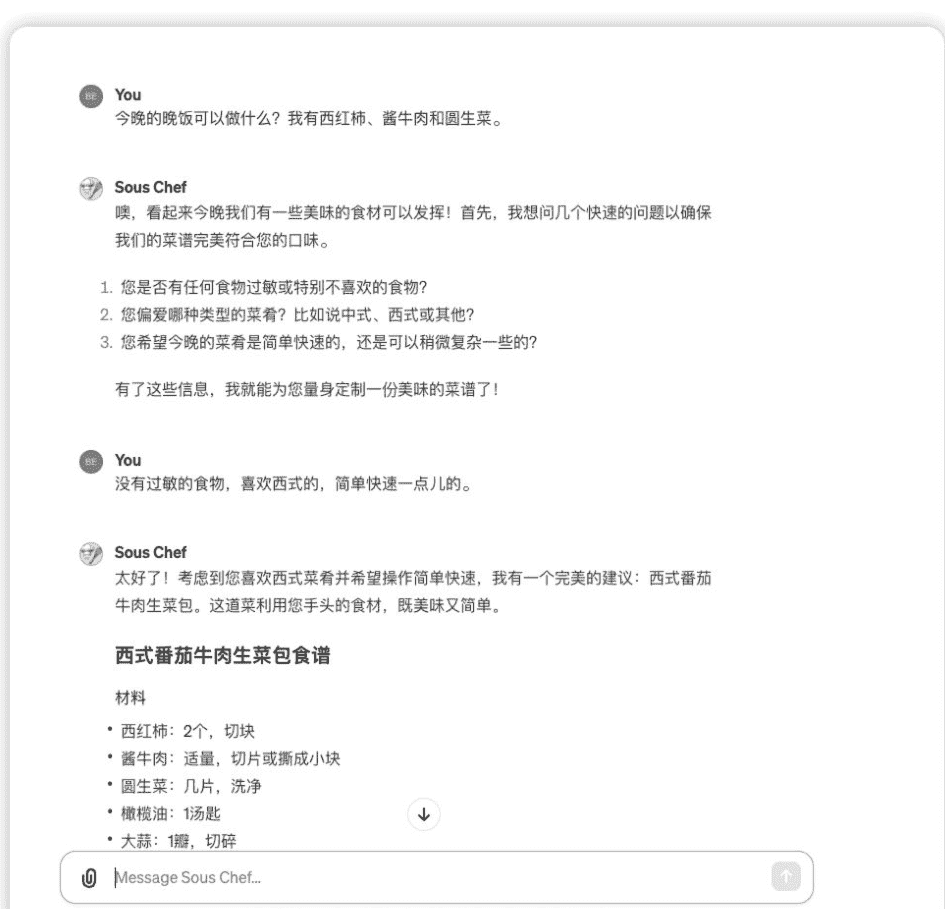 BE You
今晚的晚饭可以做什么？我有西红柿、酱牛肉和圆生菜。
Sous Chef
噢，看起来今晚我们有一些美味的食材可以发挥！首先，我想问几个快速的问题以确保
我们的菜谱完美符合您的口味。
1. 您是否有任何食物过敏或特别不喜欢的食物？
2. 您偏爱哪种类型的菜肴？比如说中式、西式或其他？
3. 您希望今晚的菜肴是简单快速的，还是可以稍微复杂一些的？
有了这些信息，我就能为您量身定制一份美味的菜谱了！
BE You
没有过敏的食物，喜欢西式的，简单快速一点儿的。
Sous Chef
太好了！考虑到您喜欢西式菜肴并希望操作简单快速，我有一个完美的建议：西式番茄
牛肉生菜包。这道菜利用您手头的食材，既美味又简单。
西式番茄牛肉生菜包食谱
材料
• 西红柿：2个，切块
• 酱牛肉：适量，切片或撕成小块
• 圆生菜：几片，洗净
• 橄榄油：1汤匙
• 大蒜：1瓣，切碎
Message Sous Chef...